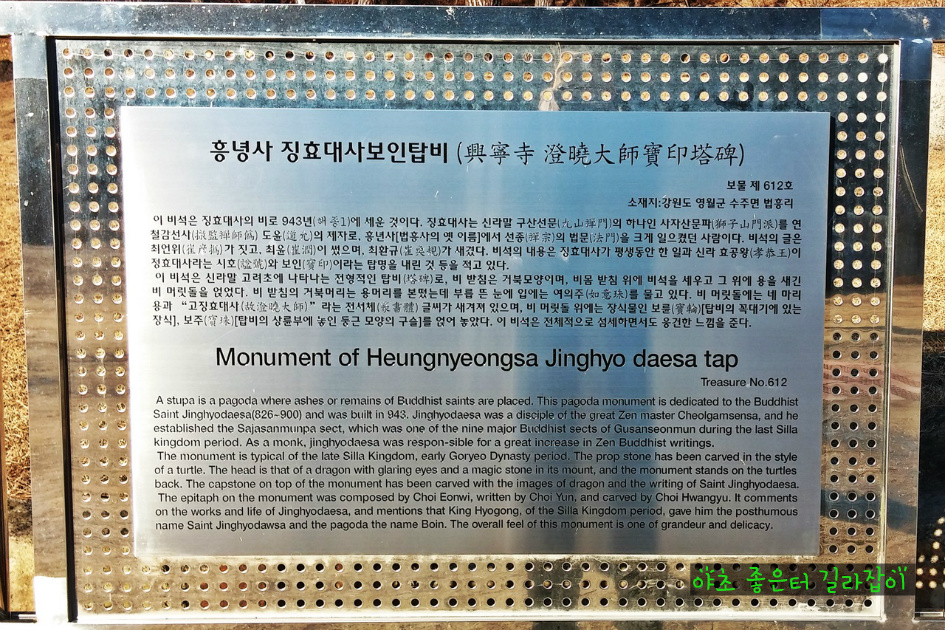 흥녕사 징효대사보인탑비 (興寧寺 澄曉大師寶印塔碑)
보물 제 612호
소재지:강원도 영월군 수주면 법흥리
이 비석은 징효대사의 비로 943년(해종1)에 세운 것이다. 징효대사는 신라말 구산선문(九山禪門)의 하나인 사자산문파(獅子山門派)를 연
철감선사(澈鑒禪師) 도윤(道允)의 제자로, 흥년사[법흥사의 옛 이름]에서 선종(禪宗)의 법문(法門)을 크게 일으켰던 사람이다. 비석의 글은
최언위(崔彦撝)가 짓고, 최윤(崔潤)이 썼으며, 최환규(崔奐規)가 새겼다. 비석의 내용은 징효대사가 평생동안 한 일과 신라 효공왕(孝恭王)이
징효대사라는 시호(諡號)와 보인(寶印)이라는 탑명을 내린 것 등을 적고 있다.
이 비석은 신라말 고려초에 나타나는 전형적인 탑비(塔碑)로, 비 받침은 거북모양이며, 비몸 받침 위에 비석을 세우고 그 위에 용을 새긴
비 머릿돌을 얹었다. 비 받침의 거북머리는 용머리를 본떴는데 부릅 뜬 눈에 입에는 여의주(如意珠)를 물고 있다. 비 머릿돌에는 네 마리
용과 “고징효대사(故澄曉大師)” 라는 전서체(篆書體) 글씨가 새겨져 있으며, 비 머릿돌 위에는 장식물인 보륜(寶輪)[탑비의 꼭대기에 있는
장식], 보주(寶珠)[탑비의 상륜부에 놓인 둥근 모양의 구슬]를 얹어 놓았다. 이 비석은 전체적으로 섬세하면서도 웅견한 느낌을 준다.
Monument of Heungnyeongsa Jinghyo daesa tap
Treasure No.612
A stupa is a pagoda where ashes or remains of Buddhist saints are placed. This pagoda monument is dedicated to the Buddhist
Saint Jinghyodaesa(826~900) and was built in 943. Jinghyodaesa was a disciple of the great Zen master Cheolgamsensa, and he
established the Sajasanmunpa sect, which was one of the nine major Buddhist sects of Gusanseonmun during the last Silla
kingdom period. As a monk, jinghyodaesa was respon-sible for a great increase in Zen Buddhist writings.
The monument is typical of the late Silla Kingdom, early Goryeo Dynasty period. The prop stone has been carved in the style
of a turtle. The head is that of a dragon with glaring eyes and a magic stone in its mount, and the monument stands on the turtles
back. The capstone on top of the monument has been carved with the images of dragon and the writing of Saint Jinghyodaesa.
The epitaph on the monument was composed by Choi Eonwi, written by Choi Yun, and carved by Choi Hwangyu. It comments
on the works and life of Jinghyodaesa, and mentions that King Hyogong, of the Silla Kingdom period, gave him the posthumous
name Saint Jinghyodawsa and the pagoda the name Boin. The overall feel of this monument is one of grandeur and delicacy.
야초 좋은터 길라잡이